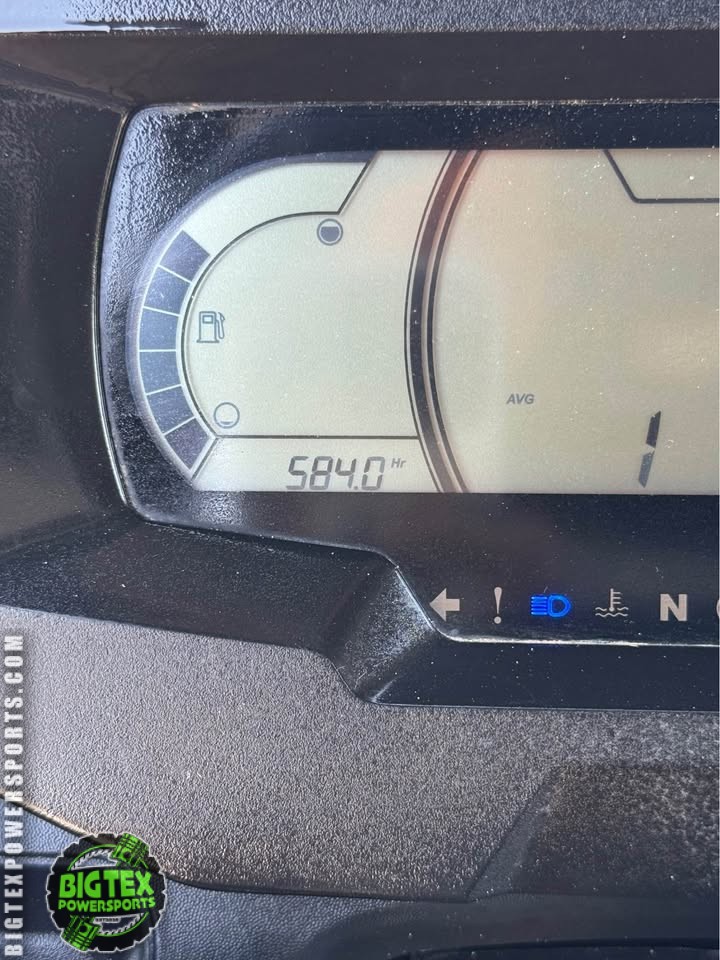 AVG
1
584.0 Hr
N
BIGTEXPOWERSPORTS.COM
BIGTEX
POWERSPORTS